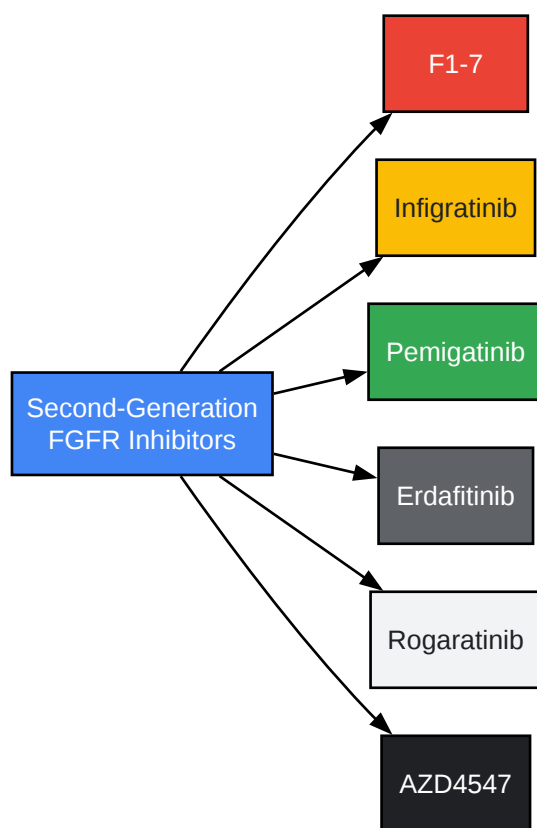 F1-7
Infigratinib
Pemigatinib
Second-Generation
FGFR Inhibitors
Erdafitinib
Rogaratinib
AZD4547